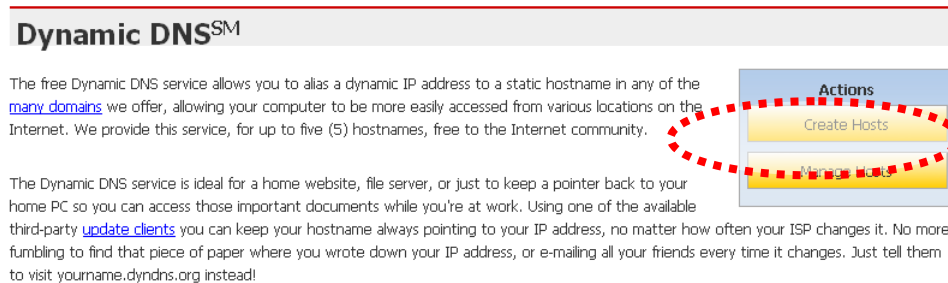 Dynamic DNSSM
The free Dynamic DNS service allows you to alias a dynamic IP address to a static hostname in any of the
many domains we offer, allowing your computer to be more easily accessed from various locations on the
Internet. We provide this service, for up to five (5) hostnames, free to the Internet community.
Actions
Create Hosts
Manage Hosts
The Dynamic DNS service is ideal for a home website, file server, or just to keep a pointer back to your
home PC so you can access those important documents while you're at work. Using one of the available
third-party update clients you can keep your hostname always pointing to your IP address, no matter how often your ISP changes it. No more
fumbling to find that piece of paper where you wrote down your IP address, or e-mailing all your friends every time it changes. Just tell them
to visit yourname.dyndns.org instead!